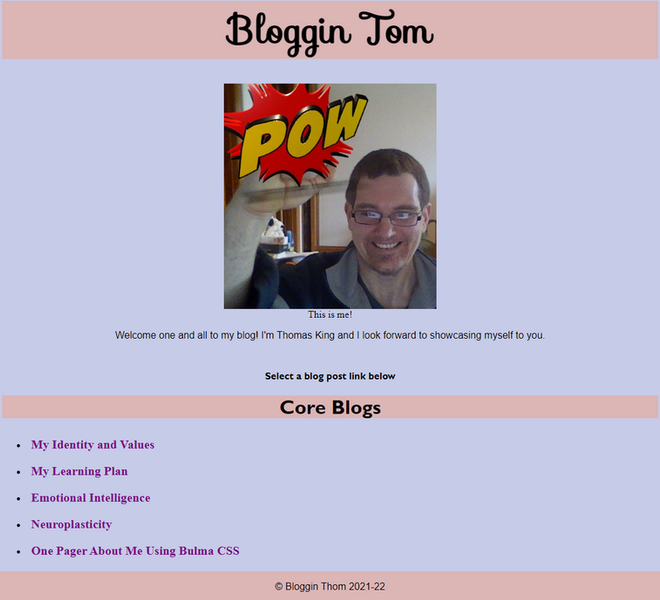 Bloggin Tom
POW
This is me!
Welcome one and all to my blog! I'm Thomas King and I look forward to showcasing myself to you.
Select a blog post link below
Core Blogs
My Identity and Values
My Learning Plan
Emotional Intelligence
Neuroplasticity
One Pager About Me Using Bulma CSS
© Bloggin Thom 2021-22